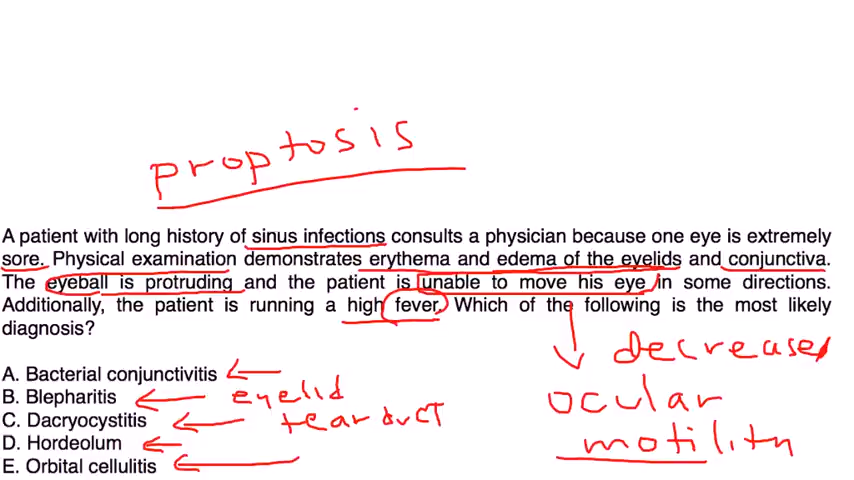 proptosis
A patient with long history of sinus infections consults a physician because one eye is extremely
sore. Physical examination demonstrates erythema and edema of the eyelids and conjunctiva.
The eyeball is protruding and the patient is unable to move his eye in some directions.
Additionally, the patient is running a high fever. Which of the following is the most likely
diagnosis?
decreased
A. Bacterial conjunctivitis
B. Blepharitis eyelid
ocular
C. Dacryocystitis tear duct
D. Hordeolum
motility
E. Orbital cellulitis